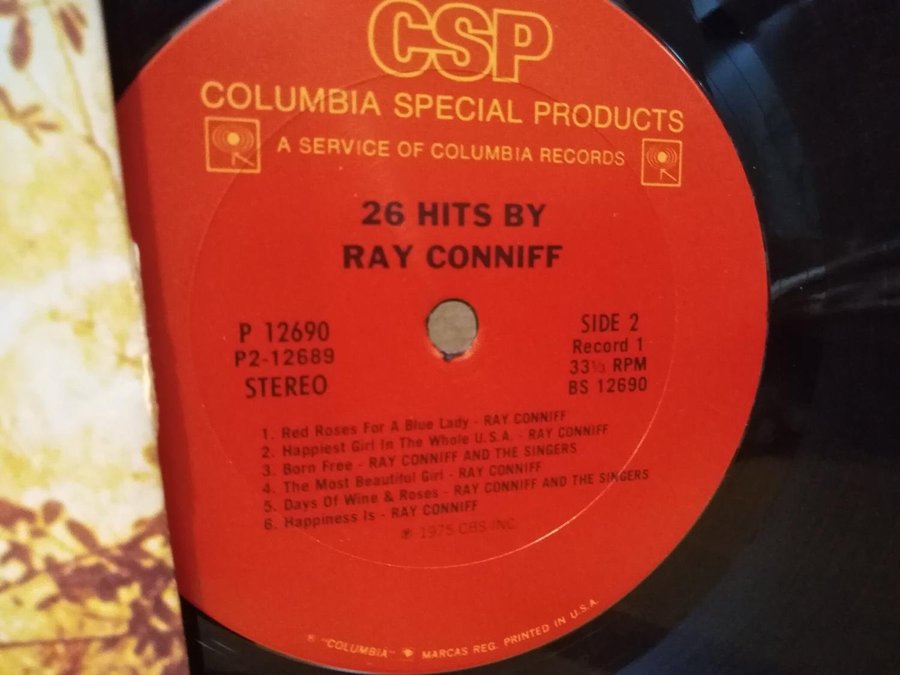 CSP
COLUMBIA SPECIAL PRODUCTS
A SERVICE OF COLUMBIA RECORDS
26 HITS BY
RAY CONNIFF
P 12690
P2-12689
STEREO
SIDE 2
Record 1
33⅓ RPM
BS 12690
1. Red Roses For A Blue Lady - RAY CONNIFF
2. Happiest Girl In The Whole U.S.A. - RAY CONNIFF
3. Born Free - RAY CONNIFF AND THE SINGERS
4. The Most Beautiful Girl - RAY CONNIFF
5. Days Of Wine & Roses - RAY CONNIFF AND THE SINGERS
6. Happiness Is - RAY CONNIFF
℗ 1975 CBS INC.
® "COLUMBIA" MARCAS REG. PRINTED IN U.S.A.